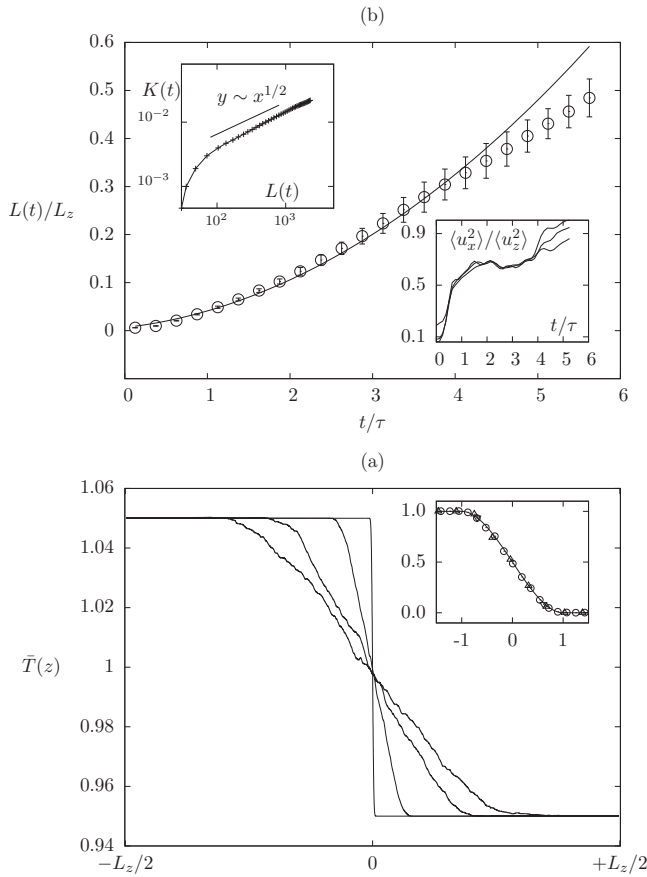 (b)
0.6
0.5
0.4
0.3
0.2
0.1
0
L(t)/L_z
K(t)
10^{-2}
10^{-3}
y ∼ x^{1/2}
L(t)
10^2
10^3
⟨u_x^2⟩/⟨u_z^2⟩
0.9
0.5
0.1
t/τ
0 1 2 3 4 5 6
0 1 2 3 4 5 6
t/τ
(a)
1.06
1.04
1.02
1
0.98
0.96
0.94
T̄(z)
1.0
0.5
0.0
-1 0 1
−L_z/2 0 +L_z/2